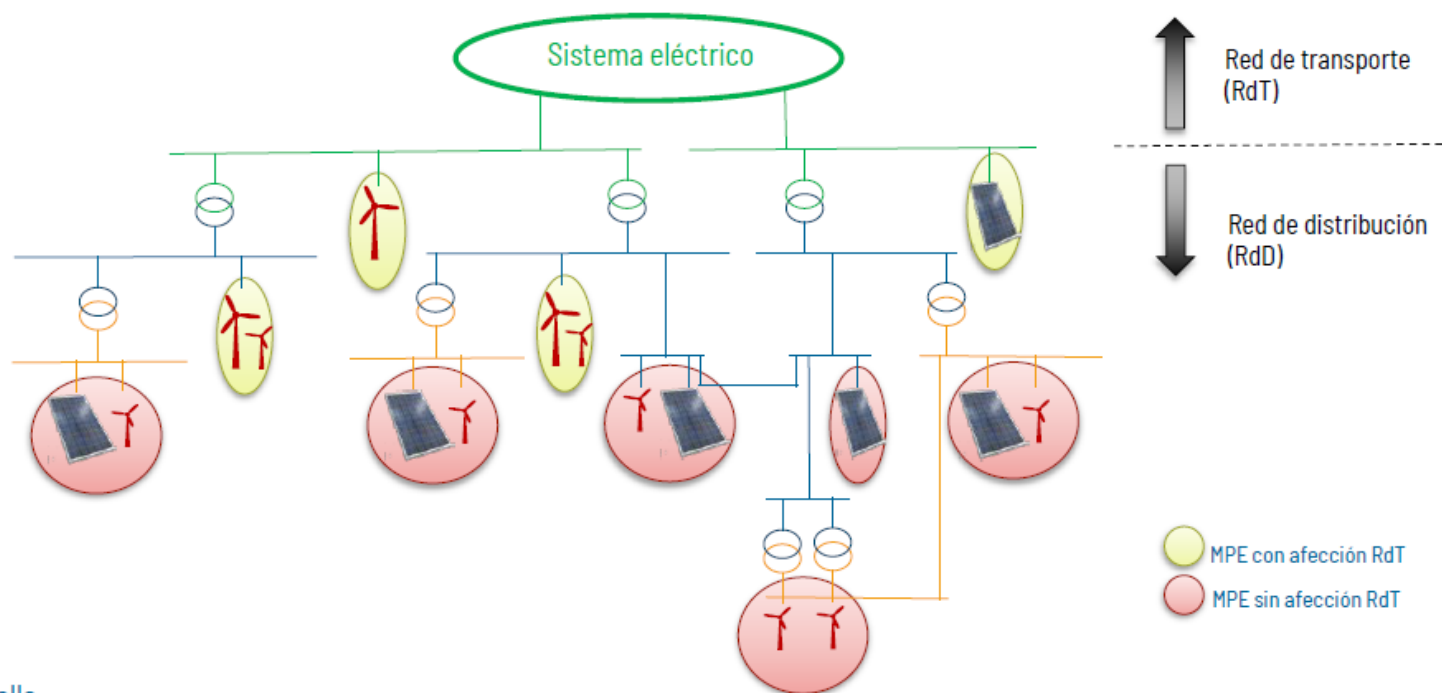 Sistema eléctrico
Red de transporte
(RdT)
Red de distribución
(RdD)
MPE con afección RdT
MPE sin afección RdT